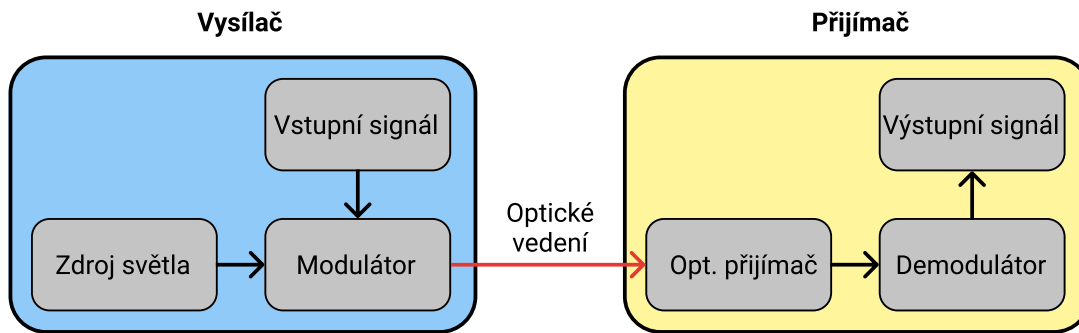 Vysílač
Přijímač
Vstupní signál
Výstupní signál
Optické
vedení
Zdroj světla
Modulátor
Opt. přijímač
Demodulátor